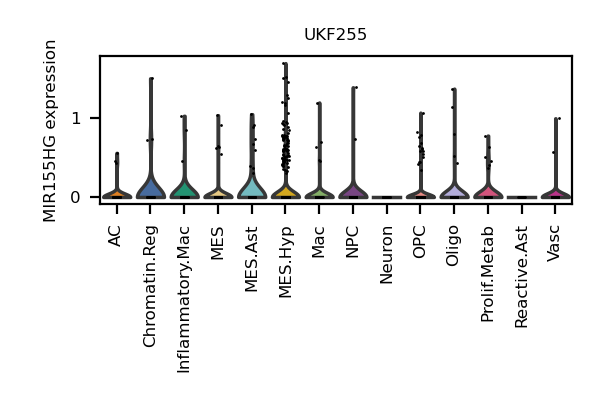 UKF255
MIR155HG expression
1
0
AC
Chromatin.Reg
Inflammatory.Mac
MES
MES.Ast
MES.Hyp
Mac
NPC
Neuron
OPC
Oligo
Prolif.Metab
Reactive.Ast
Vasc